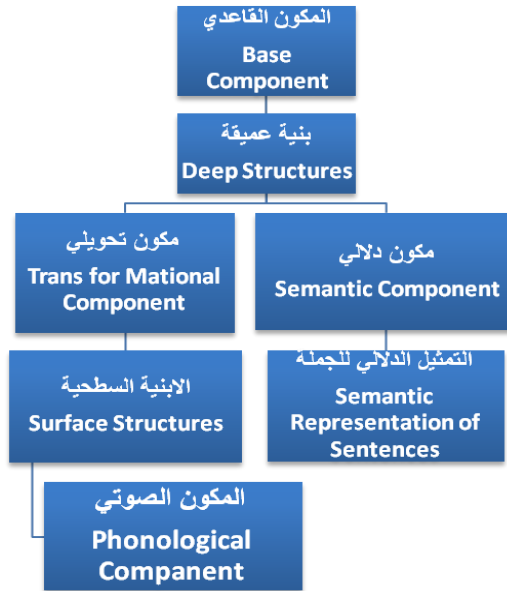 المكون القاعدي
Base
Component
بنية عميقة
Deep Structures
مكون تحويلي
Trans for Mational
Component
مكون دلالي
Semantic Component
الابنية السطحية
Surface Structures
التمثيل الدلالي للجملة
Semantic
Representation of
Sentences
المكون الصوتي
Phonological
Companent